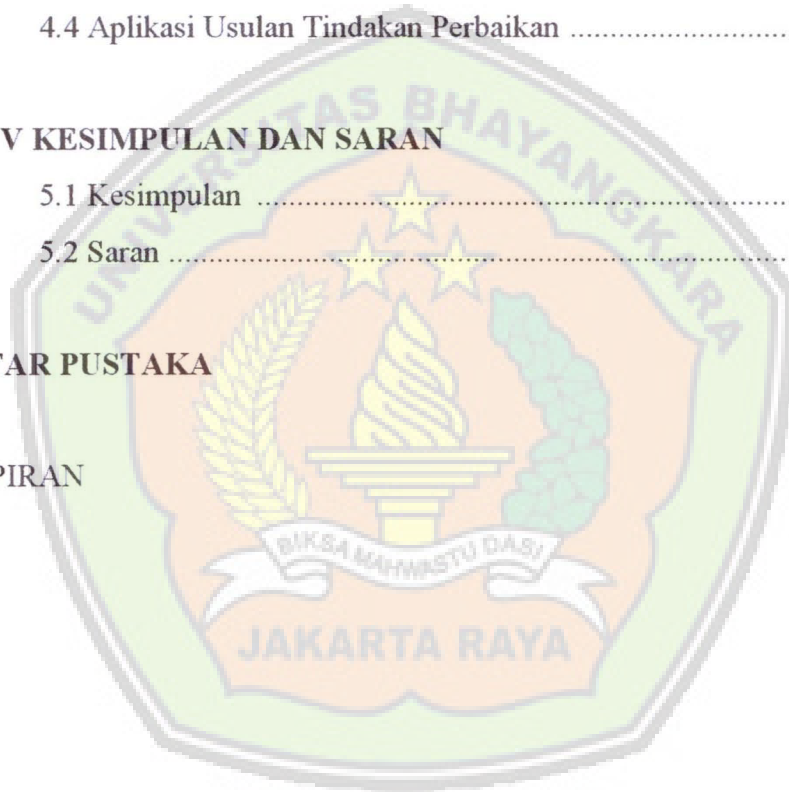 4.4 Aplikasi Usulan Tindakan Perbaikan ...........................
V KESIMPULAN DAN SARAN
5.1 Kesimpulan .....................................................................
5.2 Saran ................................................................................
TAR PUSTAKA
PIRAN
UNIVERSITAS BHAYANGKARA
BIKSA MAHWASTU DASI
JAKARTA RAYA